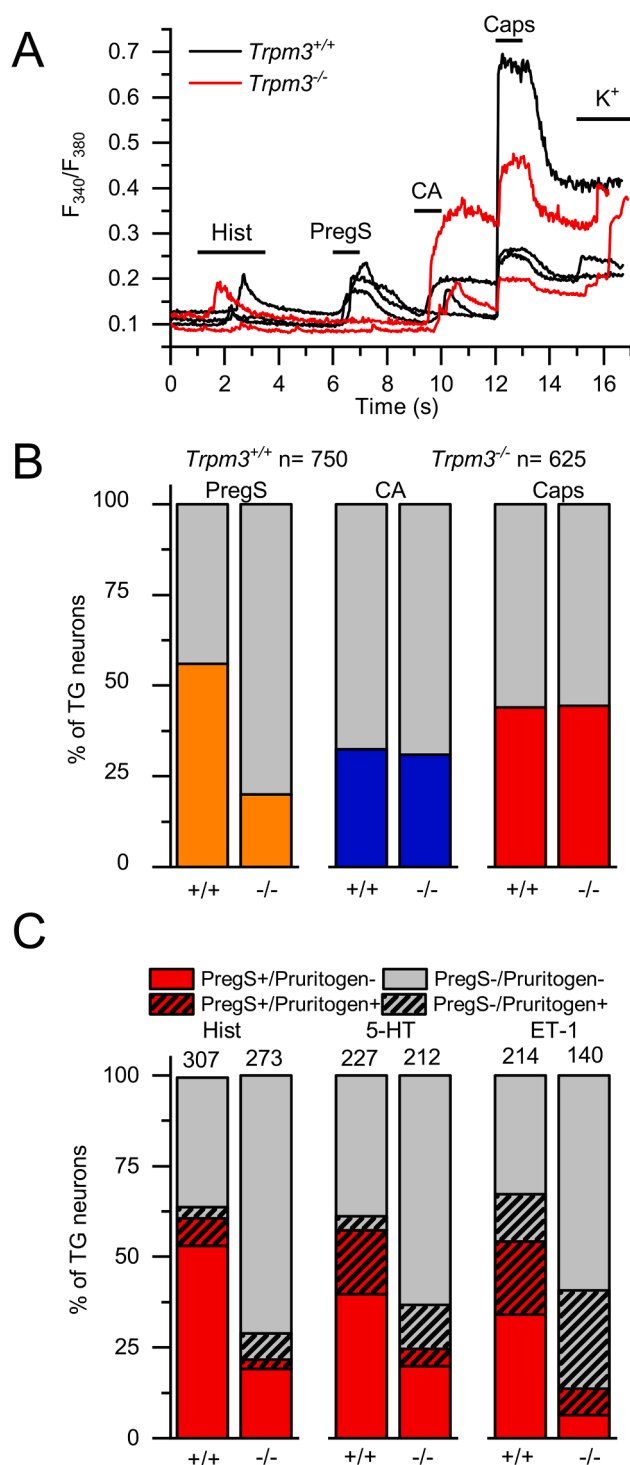 A
Trpm3+/+
Trpm3-/-
Caps
K+
CA
Hist
PregS
0.7
0.6
0.5
0.4
0.3
0.2
0.1
F340/F380
0 2 4 6 8 10 12 14 16
Time (s)
B
Trpm3+/+ n= 750 Trpm3-/- n= 625
PregS CA Caps
100
75
50
25
0
% of TG neurons
+/+ -/- +/+ -/- +/+ -/-
C
PregS+/Pruritogen- PregS-/Pruritogen-
PregS+/Pruritogen+ PregS-/Pruritogen+
Hist 5-HT ET-1
307 273 227 212 214 140
100
75
50
25
0
% of TG neurons
+/+ -/- +/+ -/- +/+ -/-